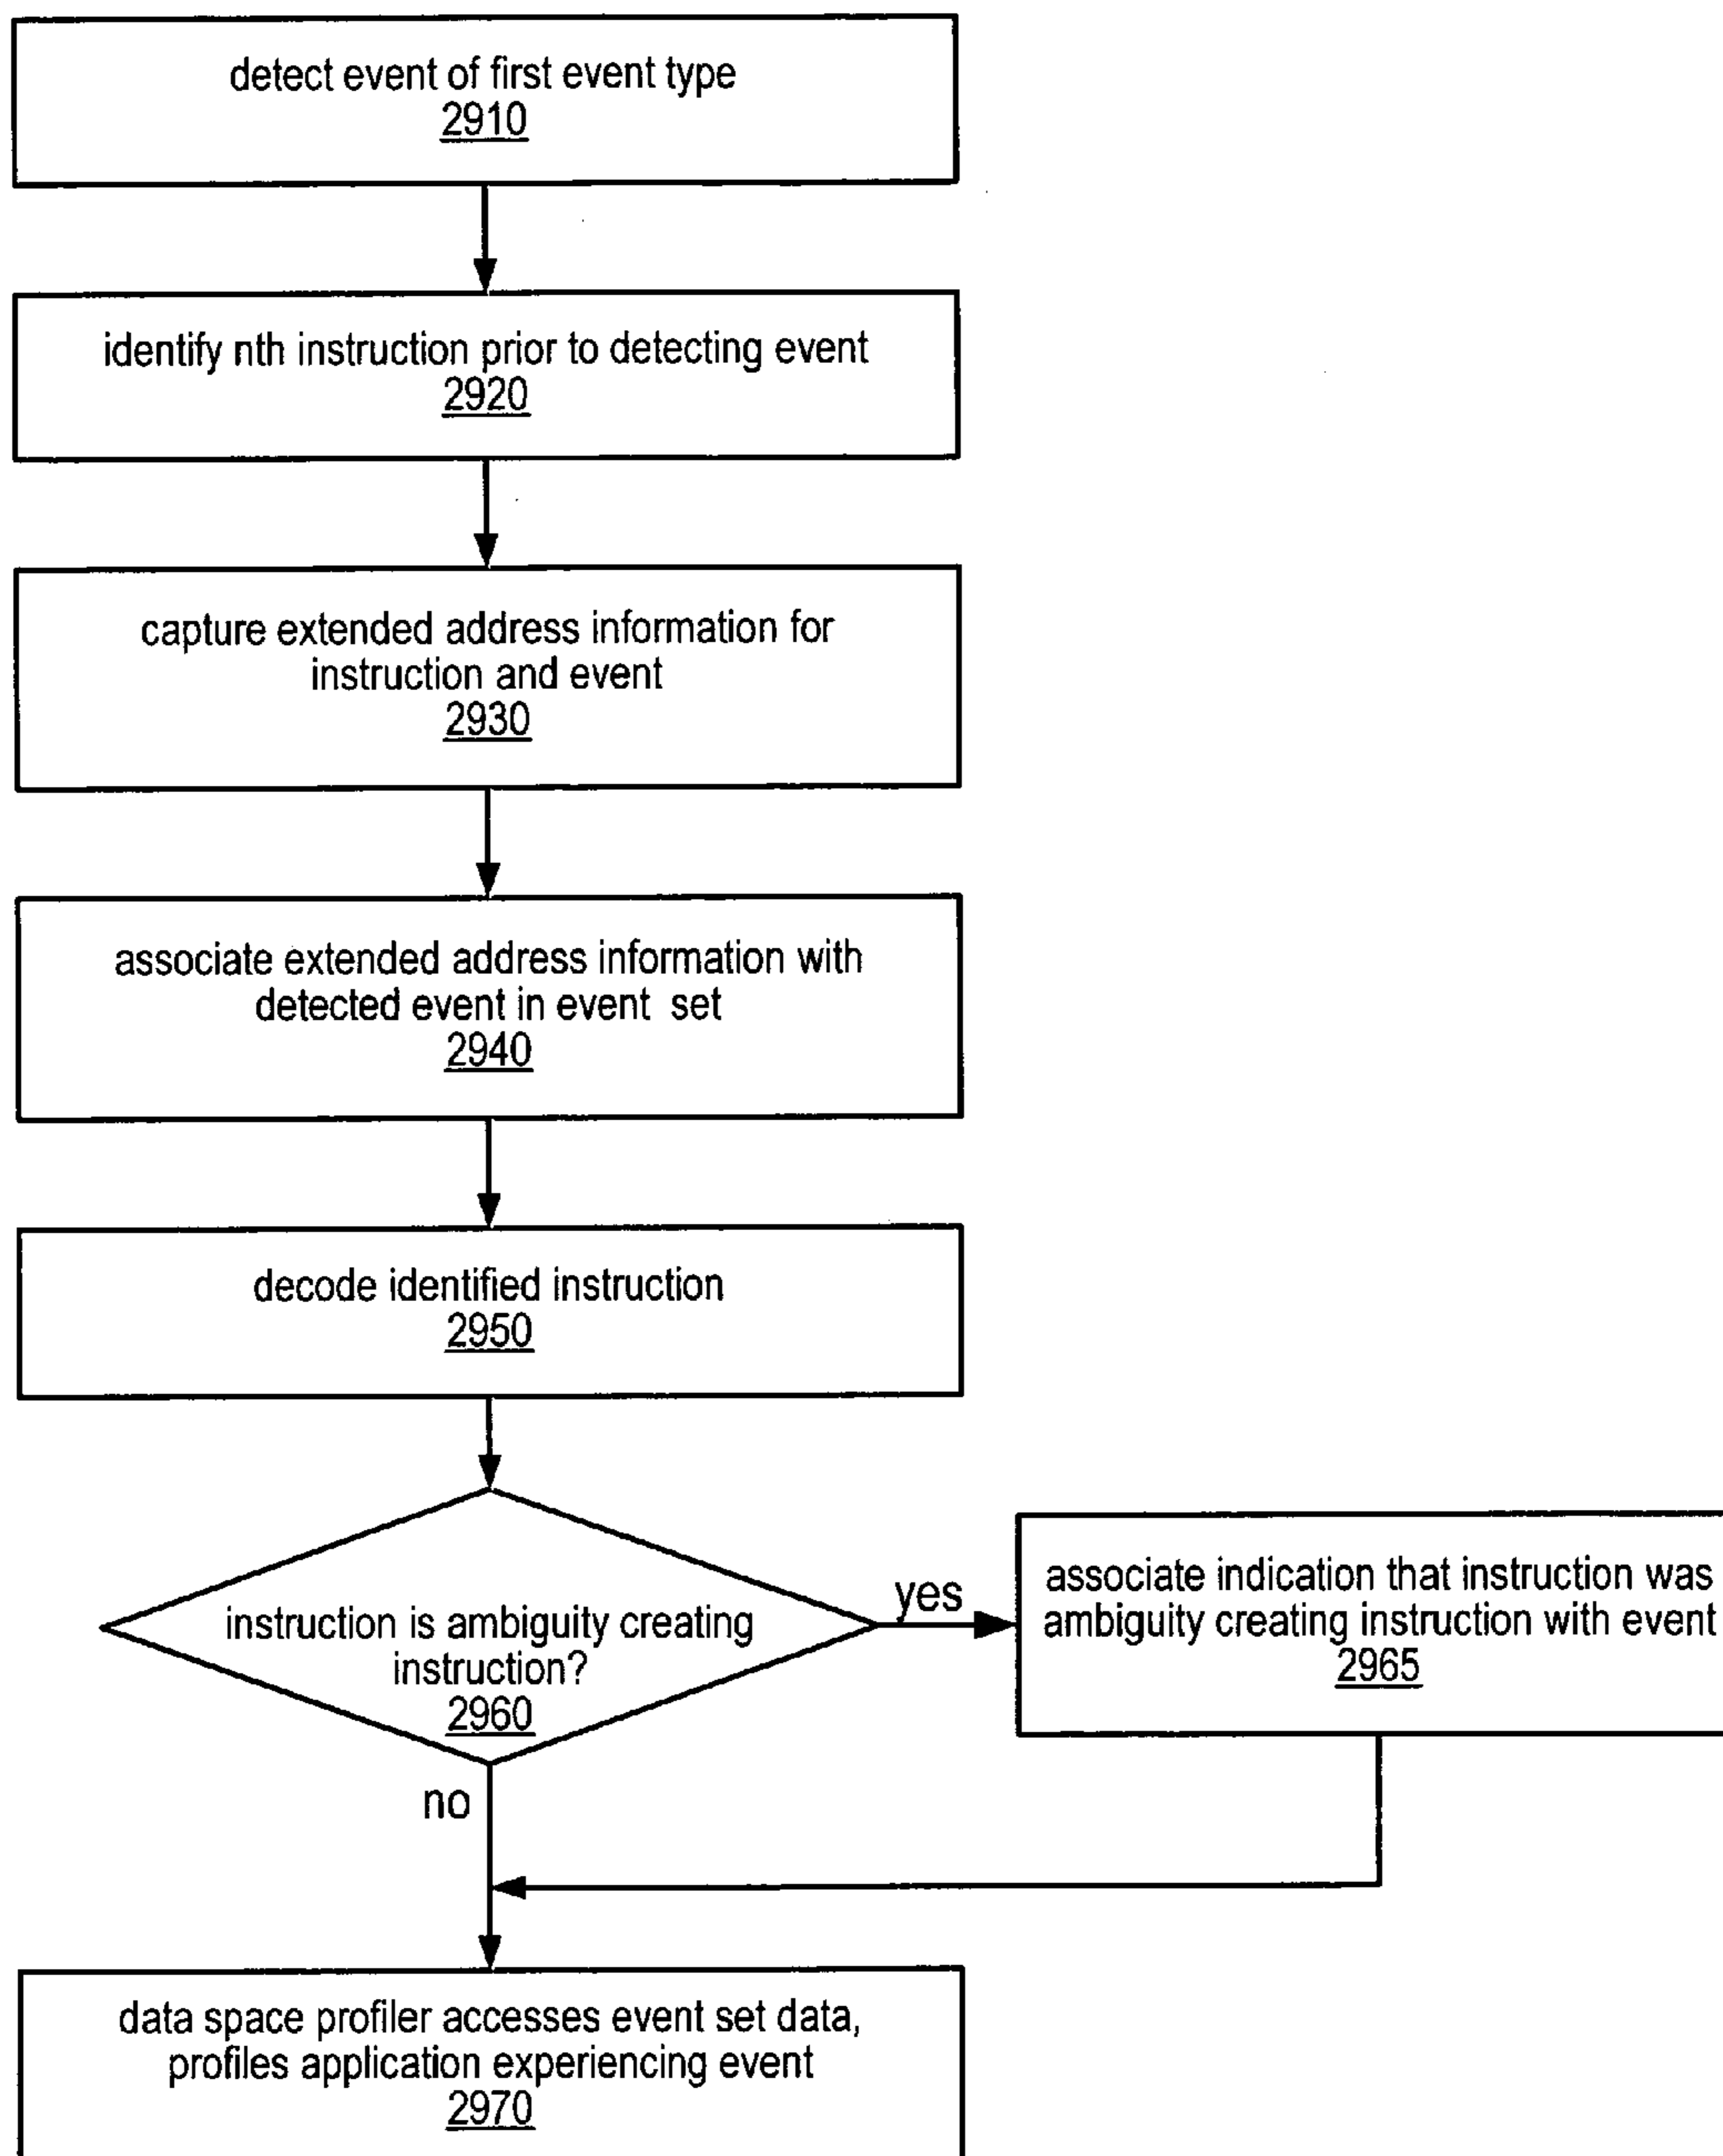 detect event of first event type
2910
identify nth instruction prior to detecting event
2920
capture extended address information for
instruction and event
2930
associate extended address information with
detected event in event set
2940
decode identified instruction
2950
instruction is ambiguity creating
instruction?
2960
yes
associate indication that instruction was
ambiguity creating instruction with event
2965
no
data space profiler accesses event set data,
profiles application experiencing event
2970